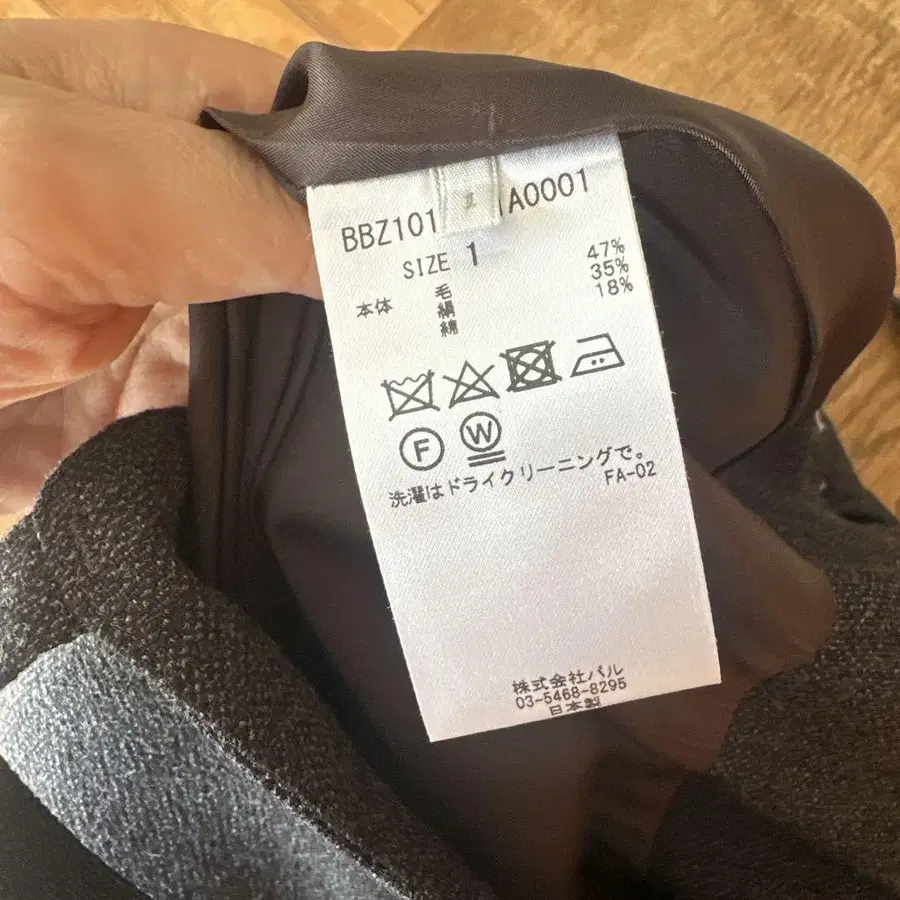 BBZ101 1A0001
1
SIZE 1
本体 毛 47%
絹 35%
綿 18%
F W
洗濯はドライクリーニングで。
FA-02
株式会社パル
03-5468-8295
日本製